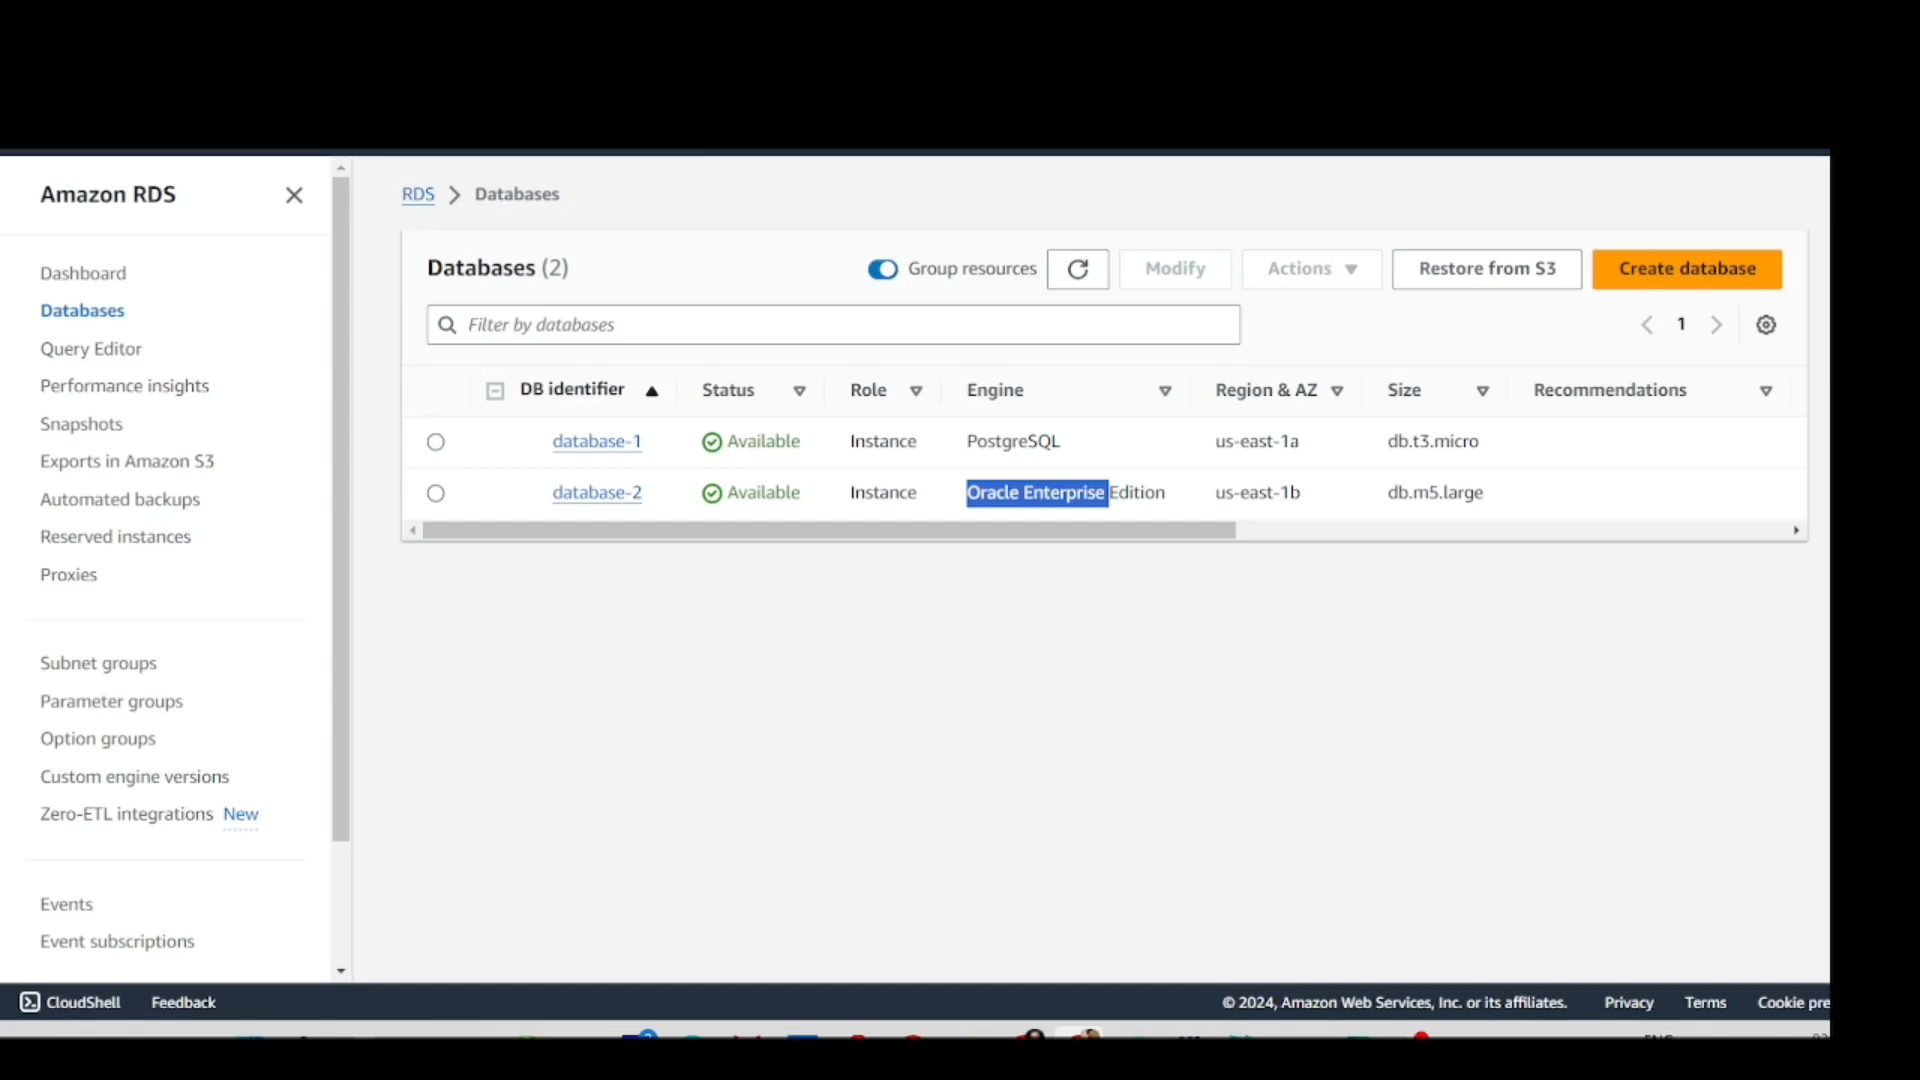 Amazon RDS
Dashboard
Databases
Query Editor
Performance insights
Snapshots
Exports in Amazon S3
Automated backups
Reserved instances
Proxies
Subnet groups
Parameter groups
Option groups
Custom engine versions
Zero-ETL integrations New
Events
Event subscriptions
RDS > Databases
Databases (2)
Group resources
Modify
Actions
Restore from S3
Create database
Filter by databases
1
DB identifier Status Role Engine Region & AZ Size Recommendations
database-1 Available Instance PostgreSQL us-east-1a db.t3.micro
database-2 Available Instance Oracle Enterprise Edition us-east-1b db.m5.large
CloudShell Feedback © 2024, Amazon Web Services, Inc. or its affiliates. Privacy Terms Cookie pre